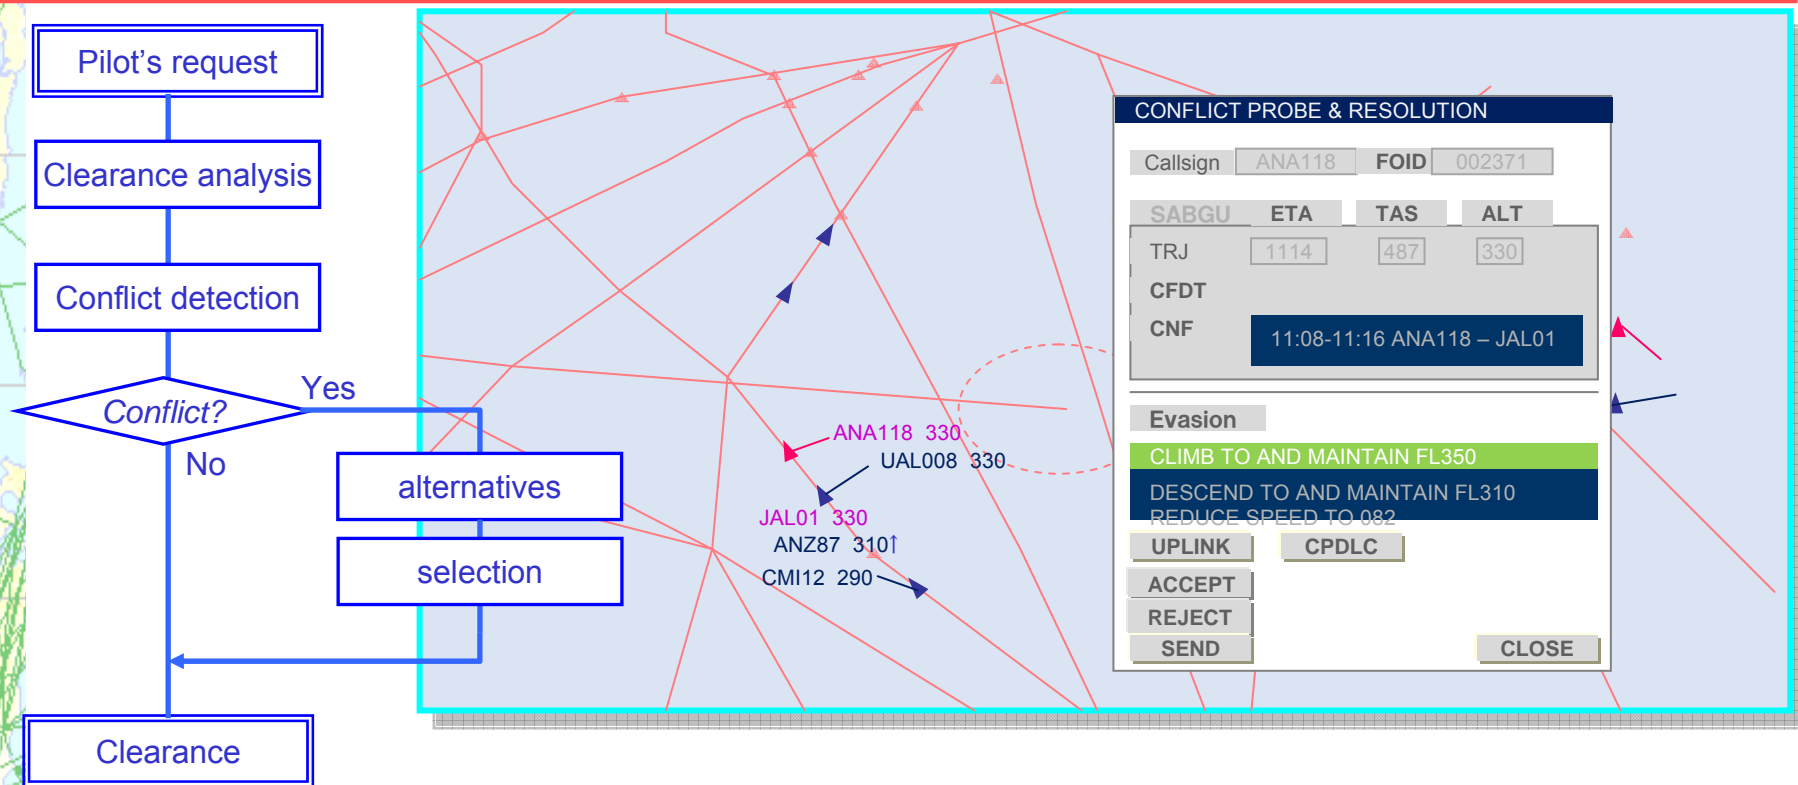 Pilot’s request
Clearance analysis
Conflict detection
Conflict?
Yes
No
alternatives
selection
Clearance
ANA118 330
UAL008 330
JAL01 330
ANZ87 310↑
CMI12 290
CONFLICT PROBE & RESOLUTION
Callsign ANA118 FOID 002371
SABGU ETA TAS ALT
TRJ 1114 487 330
CFDT
CNF 11:08-11:16 ANA118 – JAL01
Evasion
CLIMB TO AND MAINTAIN FL350
DESCEND TO AND MAINTAIN FL310
REDUCE SPEED TO 082
UPLINK CPDLC
ACCEPT
REJECT
SEND CLOSE